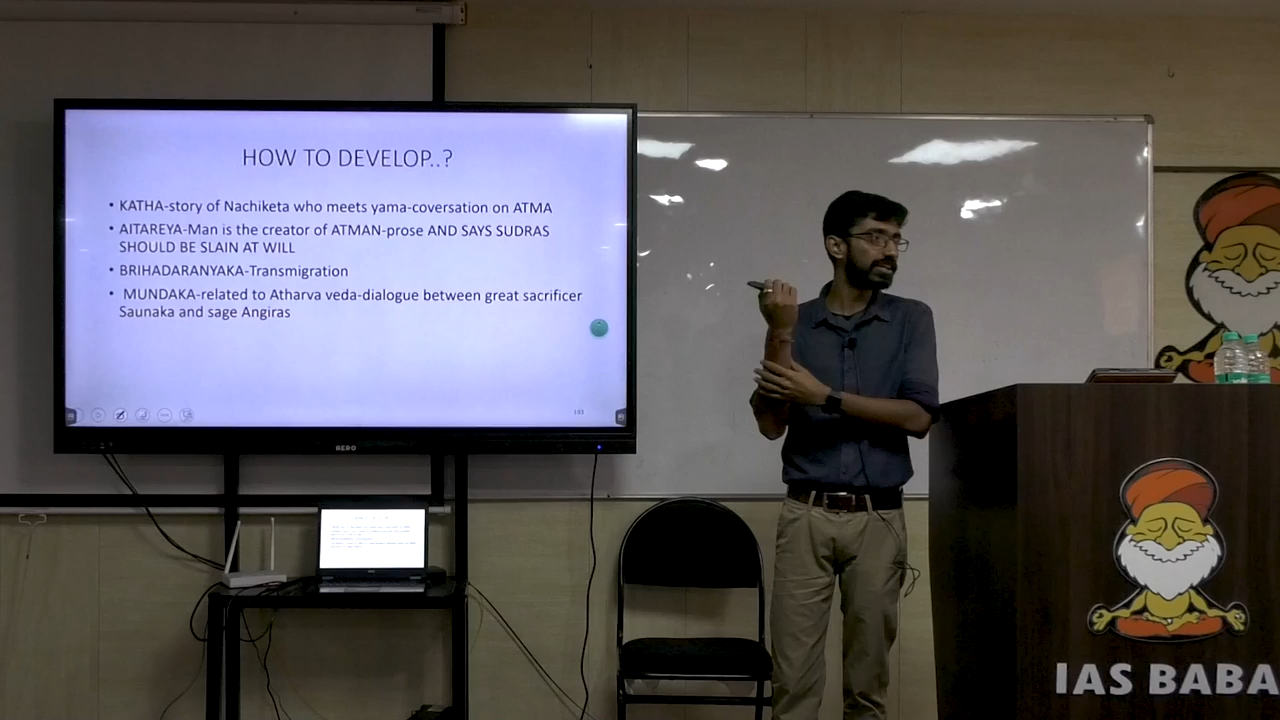 HOW TO DEVELOP..?
• KATHA-story of Nachiketa who meets yama-coversation on ATMA
• AITAREYA-Man is the creator of ATMAN-prose AND SAYS SUDRAS
SHOULD BE SLAIN AT WILL
• BRIHADARANYAKA-Transmigration
• MUNDAKA-related to Atharva veda-dialogue between great sacrificer
Saunaka and sage Angiras
AERO
IAS BABA